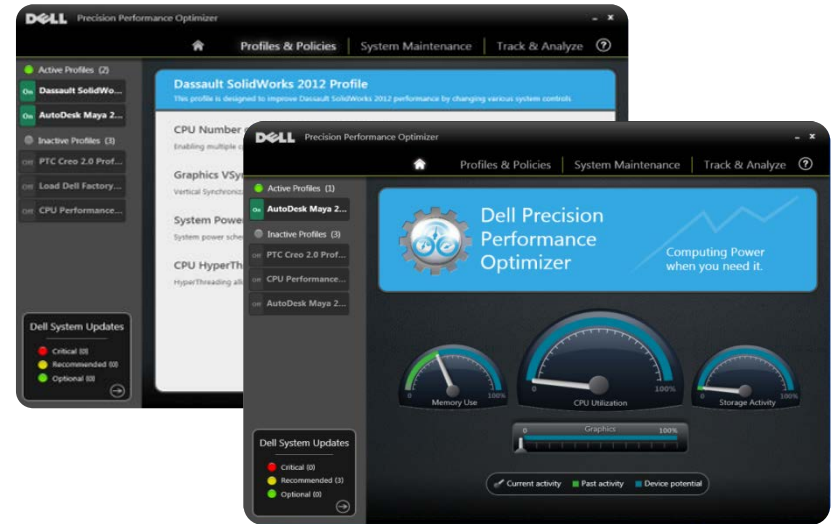 DELL Precision Performance Optimizer
Profiles & Policies
System Maintenance
Track & Analyze
?
Active Profiles (2)
On Dassault SolidWo...
On AutoDesk Maya 2...
Inactive Profiles (3)
Off PTC Creo 2.0 Prof...
Off Load Dell Factory...
Off CPU Performance...
Dell System Updates
Critical (0)
Recommended (0)
Optional (0)
Dassault SolidWorks 2012 Profile
This profile is designed to improve Dassault SolidWorks 2012 performance by changing various system controls
CPU Number
Enabling multiple
Graphics VSy
Vertical Synchroniz
System Powe
System power sche
CPU HyperTh
HyperThreading all
DELL Precision Performance Optimizer
Profiles & Policies
System Maintenance
Track & Analyze
?
Active Profiles (1)
On AutoDesk Maya 2...
Inactive Profiles (3)
Off PTC Creo 2.0 Prof...
Off CPU Performance...
Off AutoDesk Maya 2...
Dell System Updates
Critical (0)
Recommended (3)
Optional (0)
Dell Precision
Performance
Optimizer
Computing Power
when you need it.
0 100%
Memory Use
0 100%
CPU Utilization
0 100%
Storage Activity
0 Graphics 100%
Current activity Past activity Device potential